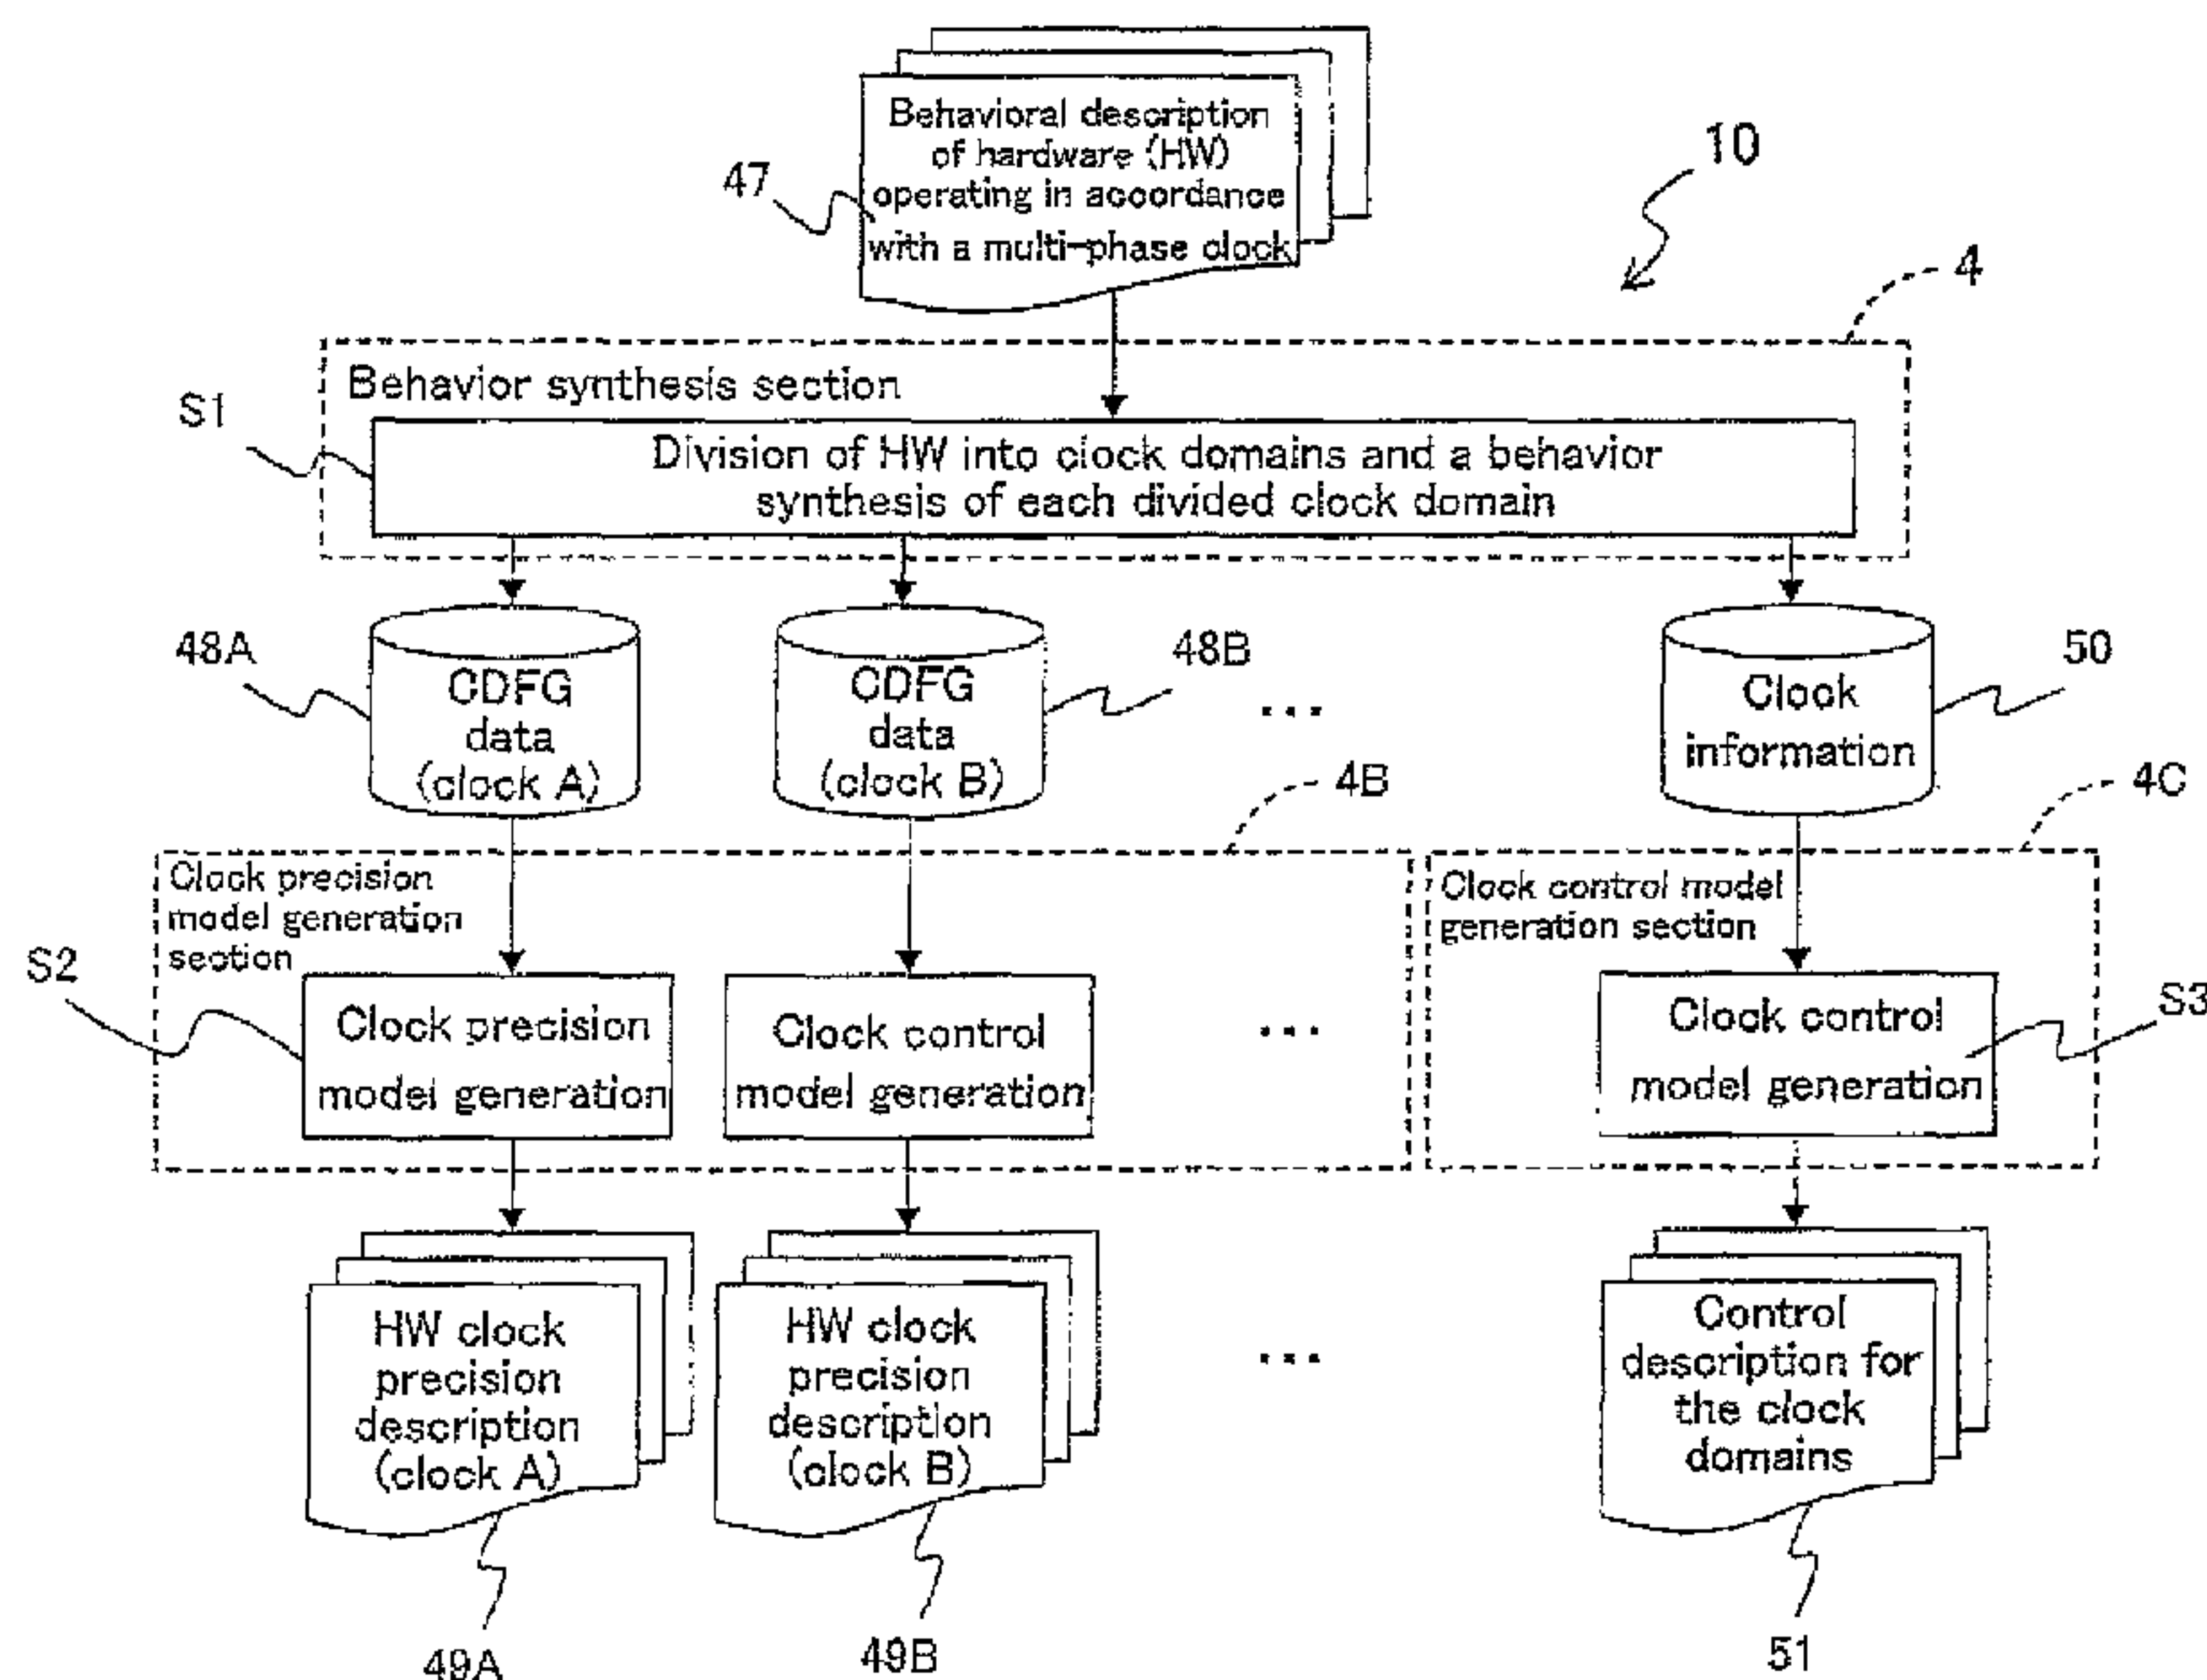 Behavioral description
of hardware (HW)
operating in accordance
with a multi-phase clock
47
10
4
Behavior synthesis section
S1
Division of HW into clock domains and a behavior
synthesis of each divided clock domain
48A
CDFG
data
(clock A)
CDFG
data
(clock B)
48B
...
Clock
information
50
4B
4C
Clock precision
model generation
section
Clock control model
generation section
S2
Clock precision
model generation
Clock control
model generation
...
Clock control
model generation
S3
HW clock
precision
description
(clock A)
HW clock
precision
description
(clock B)
...
Control
description for
the clock
domains
49A
49B
51